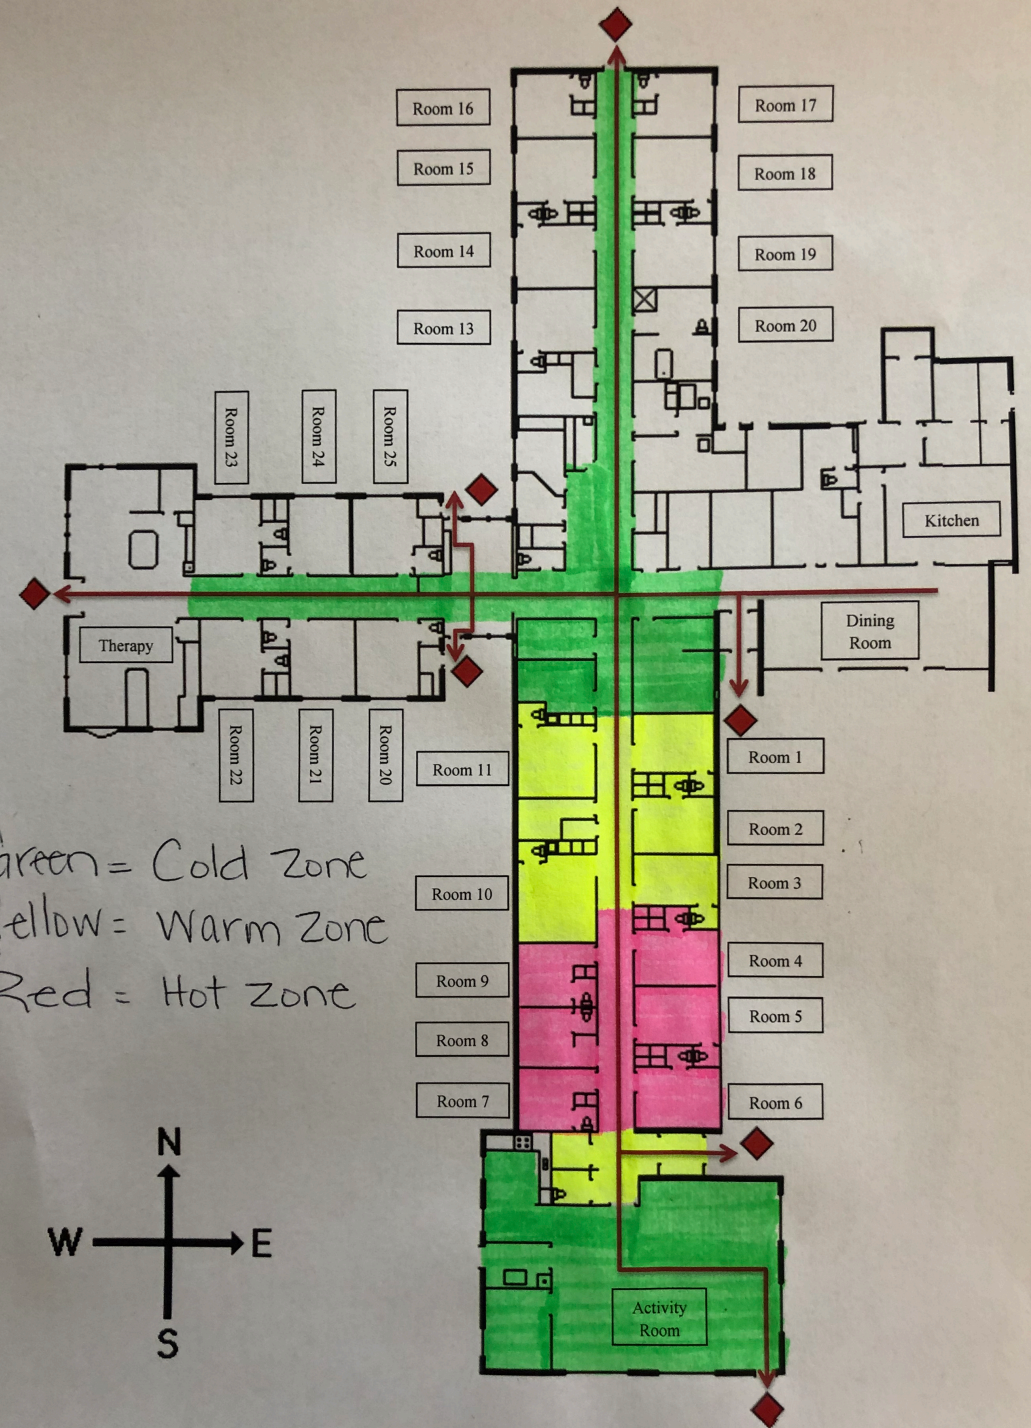 Room 16
Room 17
Room 15
Room 18
Room 14
Room 19
Room 13
Room 20
Room 23
Room 24
Room 25
Kitchen
Therapy
Dining
Room
Room 22
Room 21
Room 20
Room 11
Room 1
Room 2
Room 10
Room 3
Green = Cold Zone
Yellow = Warm Zone
Red = Hot Zone
Room 9
Room 4
Room 8
Room 5
Room 7
Room 6
N
W
E
S
Activity
Room